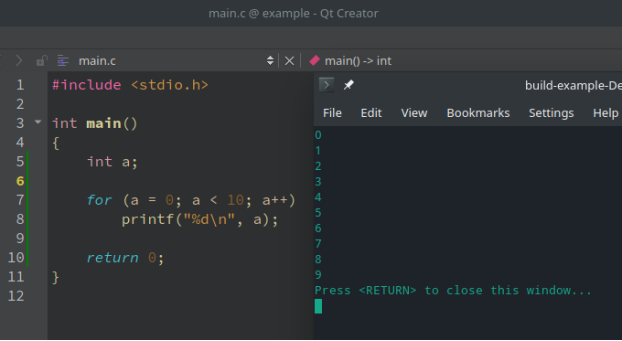 main.c @ example - Qt Creator
main.c
main() -> int
1 #include <stdio.h>
2
3 int main()
4 {
5     int a;
6
7     for (a = 0; a < 10; a++)
8         printf("%d\n", a);
9
10     return 0;
11 }
12
build-example-De
File Edit View Bookmarks Settings Help
0
1
2
3
4
5
6
7
8
9
Press <RETURN> to close this window...